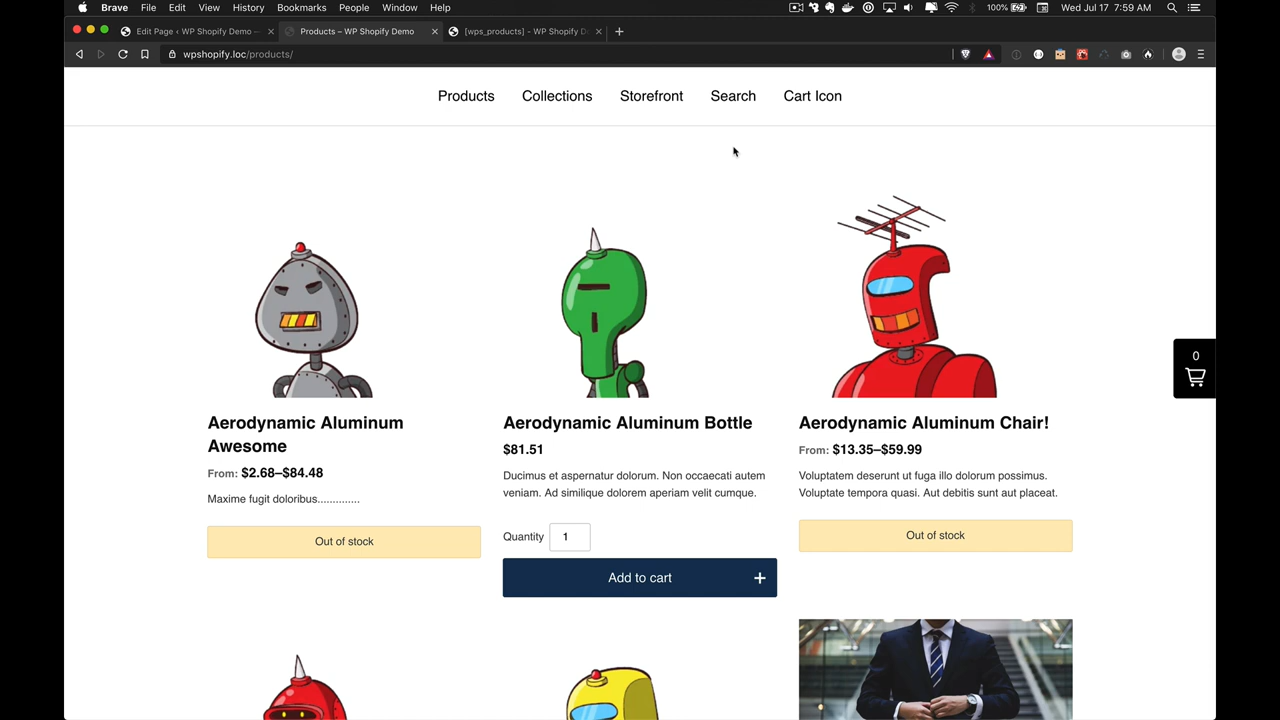 Brave File Edit View History Bookmarks People Window Help 100% Wed Jul 17 7:59 AM
Edit Page ‹ WP Shopify Demo — Products – WP Shopify Demo [wps_products] - WP Shopify D
wpshopify.loc/products/
Products Collections Storefront Search Cart Icon
0
Aerodynamic Aluminum Awesome
From: $2.68–$84.48
Maxime fugit doloribus..............
Out of stock
Aerodynamic Aluminum Bottle
$81.51
Ducimus et aspernatur dolorum. Non occaecati autem
veniam. Ad similique dolorem aperiam velit cumque.
Quantity 1
Add to cart +
Aerodynamic Aluminum Chair!
From: $13.35–$59.99
Voluptatem deserunt ut fuga illo dolorum possimus.
Voluptate tempora quasi. Aut debitis sunt aut placeat.
Out of stock